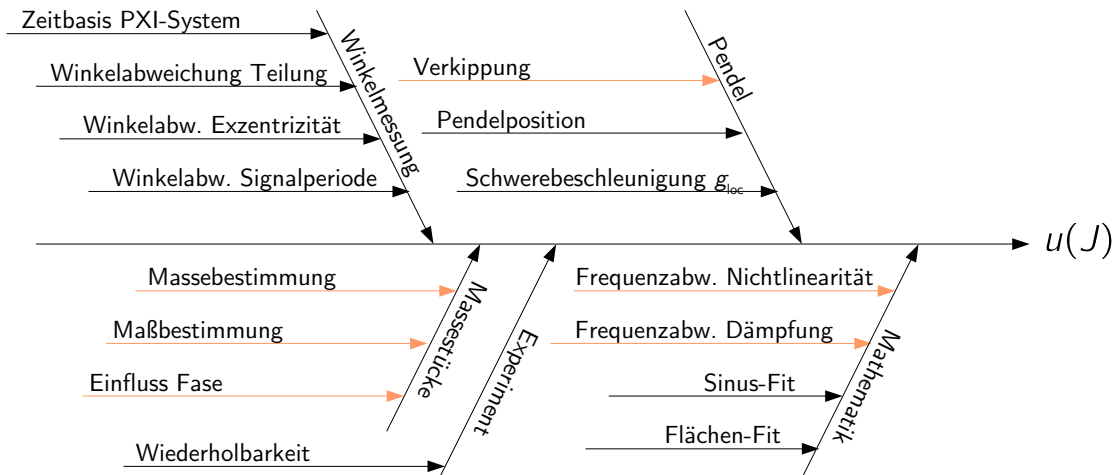 Zeitbasis PXI-System
Winkelabweichung Teilung
Winkelabw. Exzentrizität
Winkelabw. Signalperiode
Winkelmessung
Verkippung
Pendelposition
Schwerebeschleunigung g_loc
Pendel
u(J)
Massebestimmung
Maßbestimmung
Einfluss Fase
Massestücke
Wiederholbarkeit
Experiment
Frequenzabw. Nichtlinearität
Frequenzabw. Dämpfung
Sinus-Fit
Flächen-Fit
Mathematik